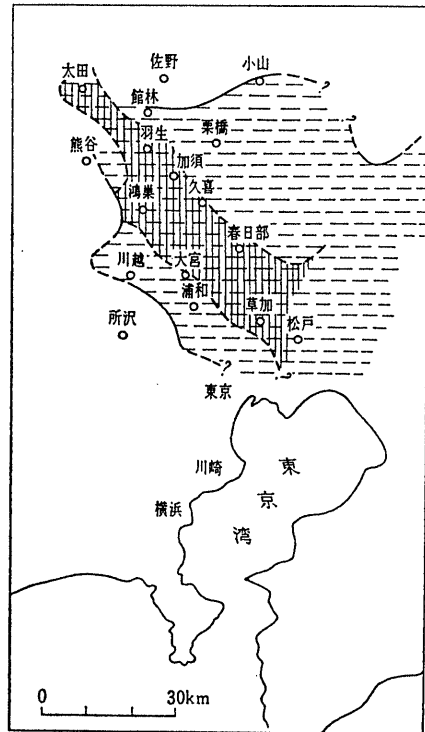 佐野
小山
太田
館林
羽生
栗橋
熊谷
加須
久喜
鴻巣
春日部
川越
大宮
浦和
草加
所沢
松戸
?
?
?
東京
川崎
横浜
東京湾
0 30km